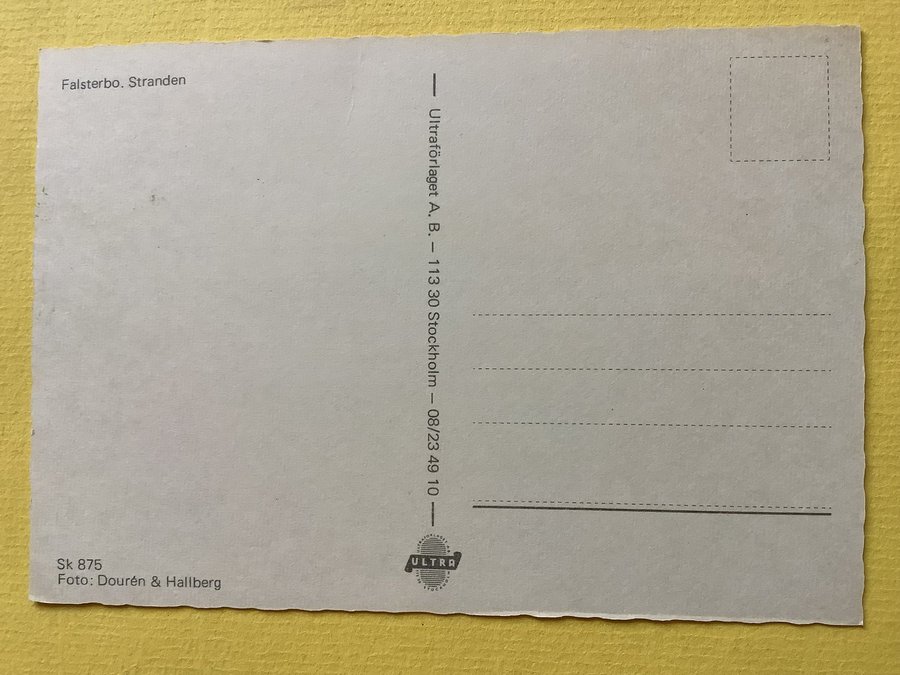 Falsterbo. Stranden
Ultraförlaget A. B. – 113 30 Stockholm – 08/23 49 10
ULTRA
Sk 875
Foto: Dourén & Hallberg